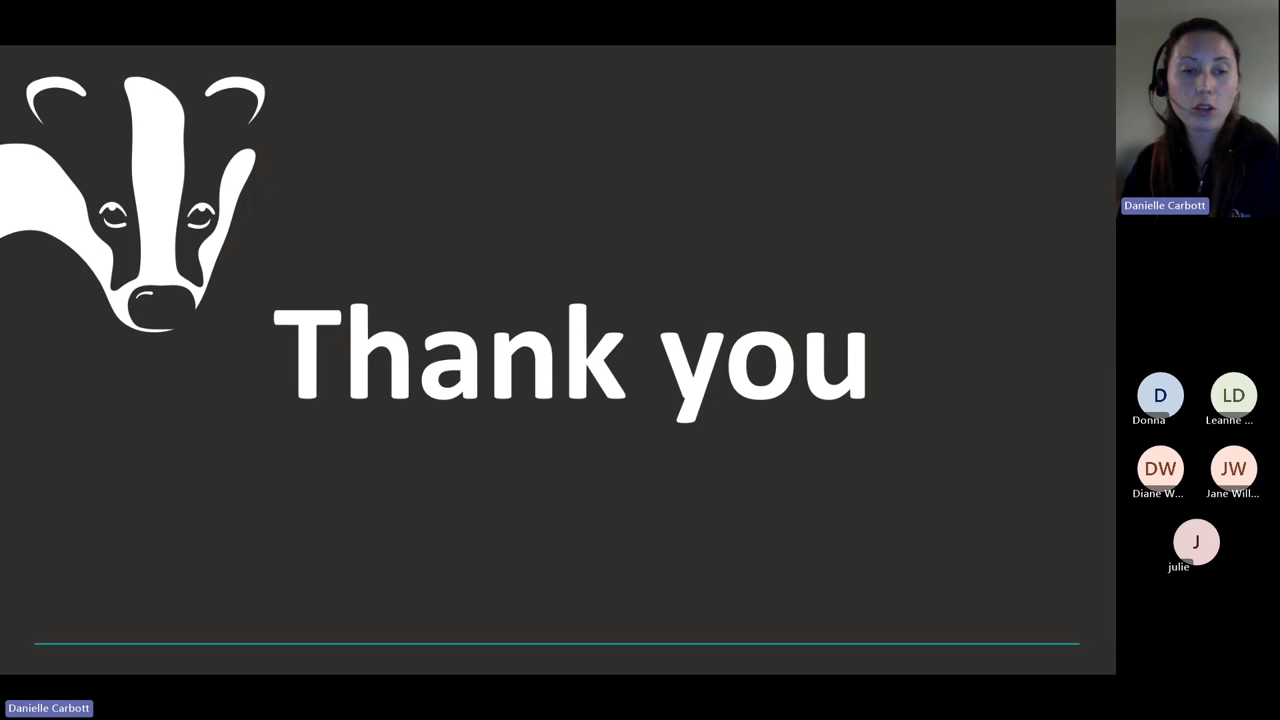 Thank you
Danielle Carbott
D
LD
Donna
Leanne ...
DW
JW
Diane W...
Jane Will...
J
julie
Danielle Carbott